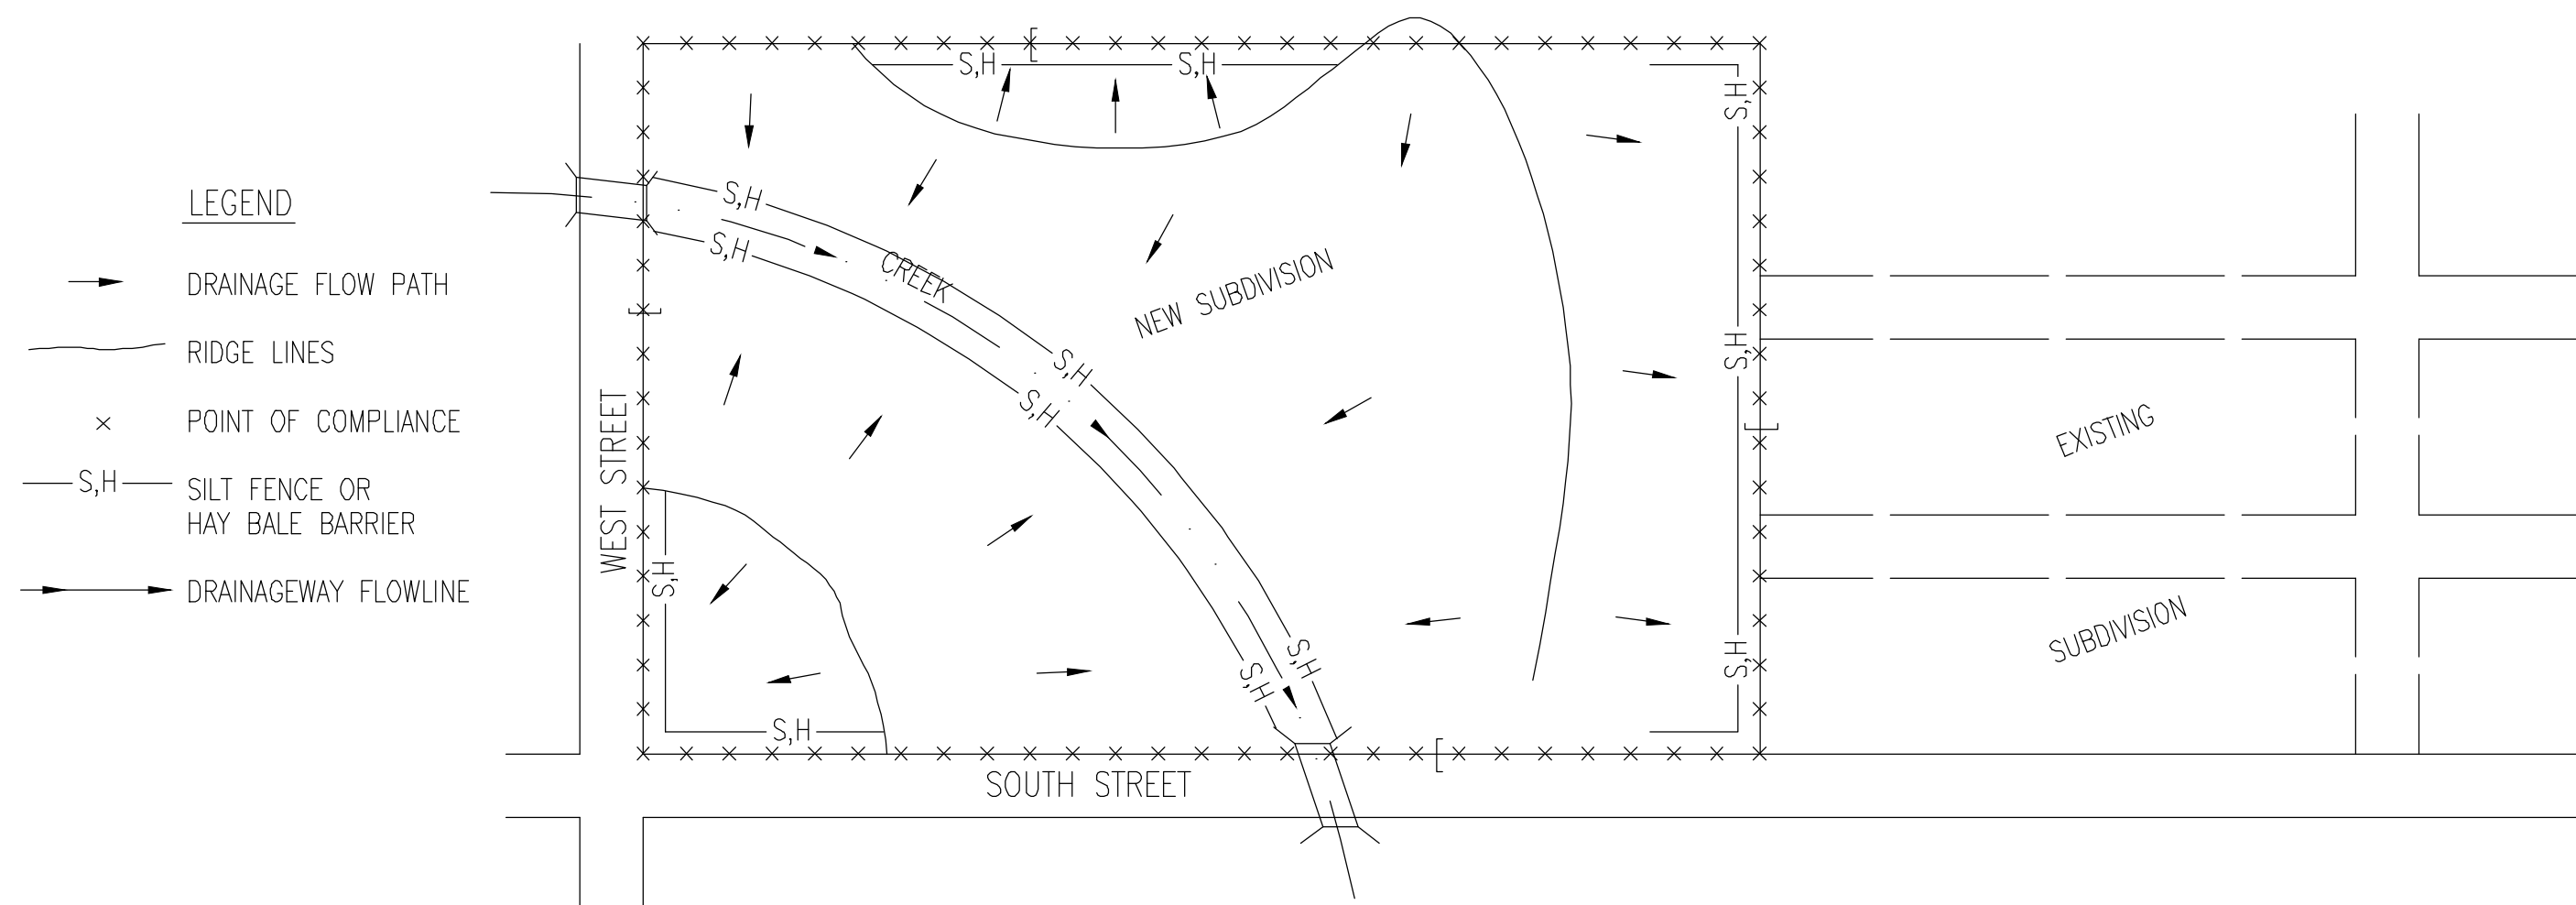 LEGEND
DRAINAGE FLOW PATH
RIDGE LINES
POINT OF COMPLIANCE
S,H
SILT FENCE OR
HAY BALE BARRIER
DRAINAGEWAY FLOWLINE
S,H
S,H
S,H
S,H
S,H
CREEK
NEW SUBDIVISION
S,H
S,H
S,H
WEST STREET
EXISTING
S,H
SUBDIVISION
S,H
S,H
S,H
S,H
SOUTH STREET